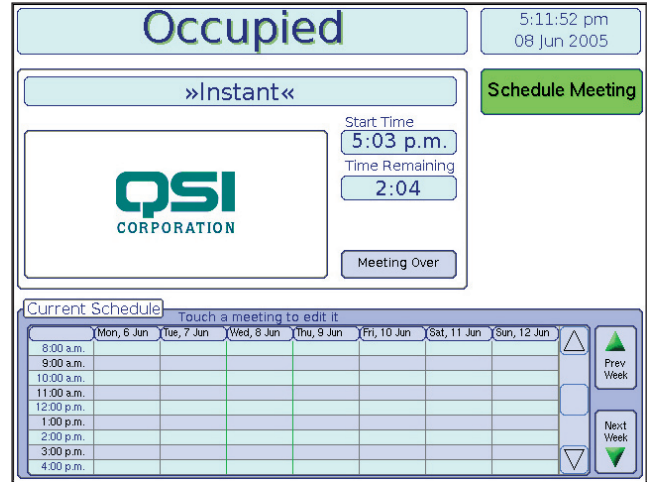 Occupied
5:11:52 pm
08 Jun 2005
»Instant«
Schedule Meeting
Start Time
5:03 p.m.
Time Remaining
2:04
QSI
CORPORATION
Meeting Over
Current Schedule
Touch a meeting to edit it
Mon, 6 Jun Tue, 7 Jun Wed, 8 Jun Thu, 9 Jun Fri, 10 Jun Sat, 11 Jun Sun, 12 Jun
8:00 a.m.
9:00 a.m.
10:00 a.m.
11:00 a.m.
12:00 p.m.
1:00 p.m.
2:00 p.m.
3:00 p.m.
4:00 p.m.
Prev
Week
Next
Week